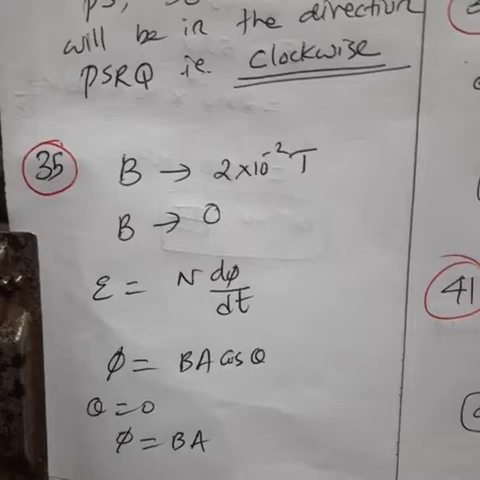 will be in the direction
PSRQ ie. Clockwise
35
B → 2×10⁻² T
B → 0
ε = N dφ/dt
φ = BA cos θ
θ = 0
φ = BA
41